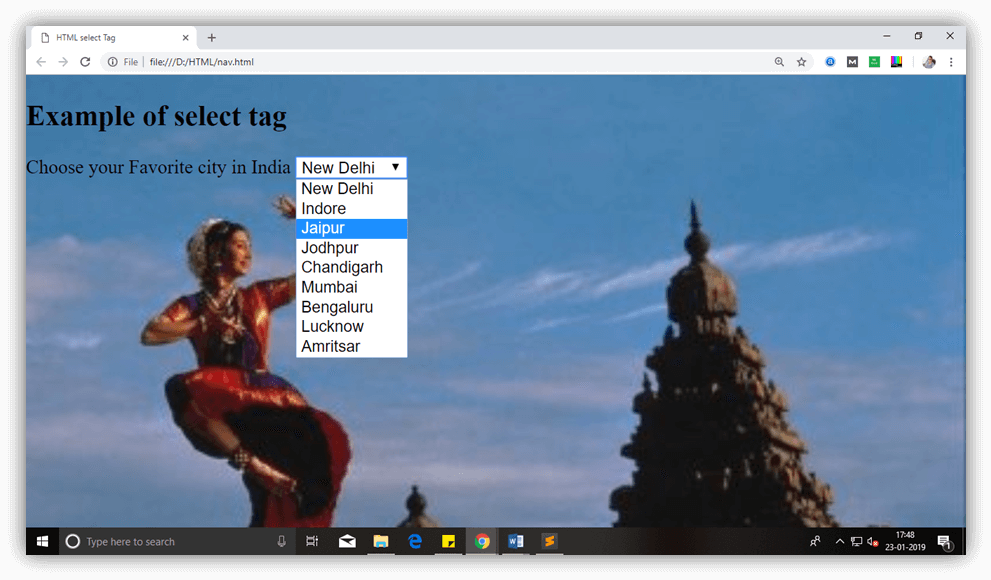 HTML select Tag
File | file:///D:/HTML/nav.html
Example of select tag
Choose your Favorite city in India New Delhi
New Delhi
Indore
Jaipur
Jodhpur
Chandigarh
Mumbai
Bengaluru
Lucknow
Amritsar
Type here to search
17:48
23-01-2019
1